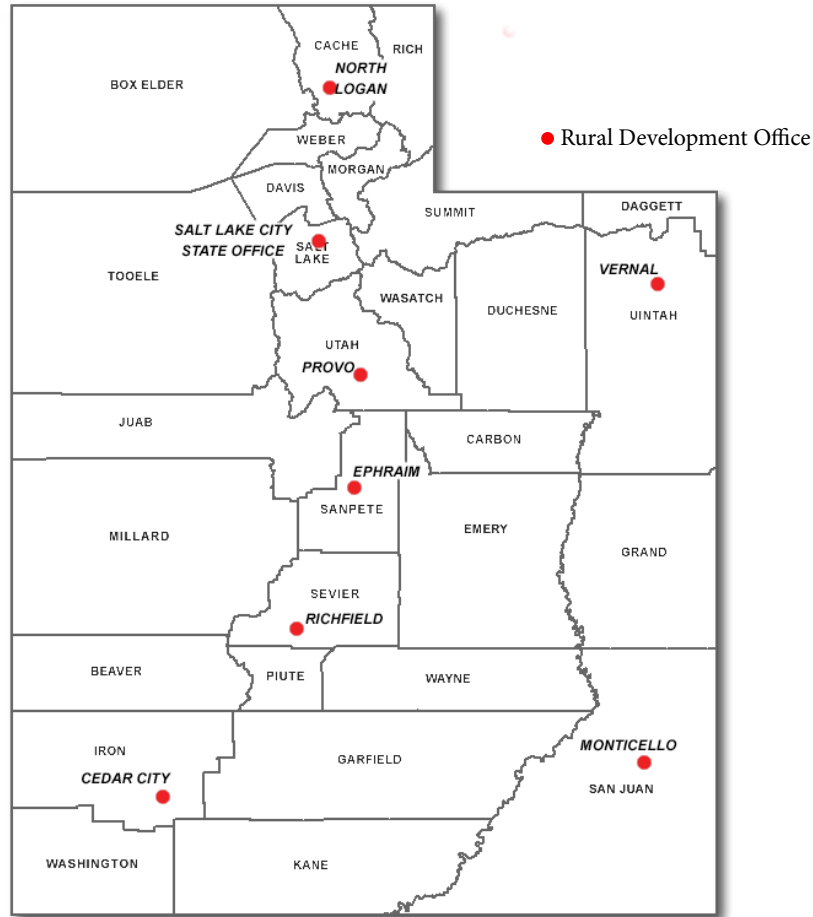 CACHE
RICH
NORTH
LOGAN
BOX ELDER
Rural Development Office
WEBER
MORGAN
DAVIS
DAGGETT
SUMMIT
SALT LAKE CITY
STATE OFFICE
SALT
LAKE
VERNAL
TOOELE
WASATCH
DUCHESNE
UINTAH
UTAH
PROVO
JUAB
CARBON
EPHRAIM
SANPETE
EMERY
MILLARD
GRAND
SEVIER
RICHFIELD
BEAVER
PIUTE
WAYNE
MONTICELLO
IRON
GARFIELD
CEDAR CITY
SAN JUAN
WASHINGTON
KANE